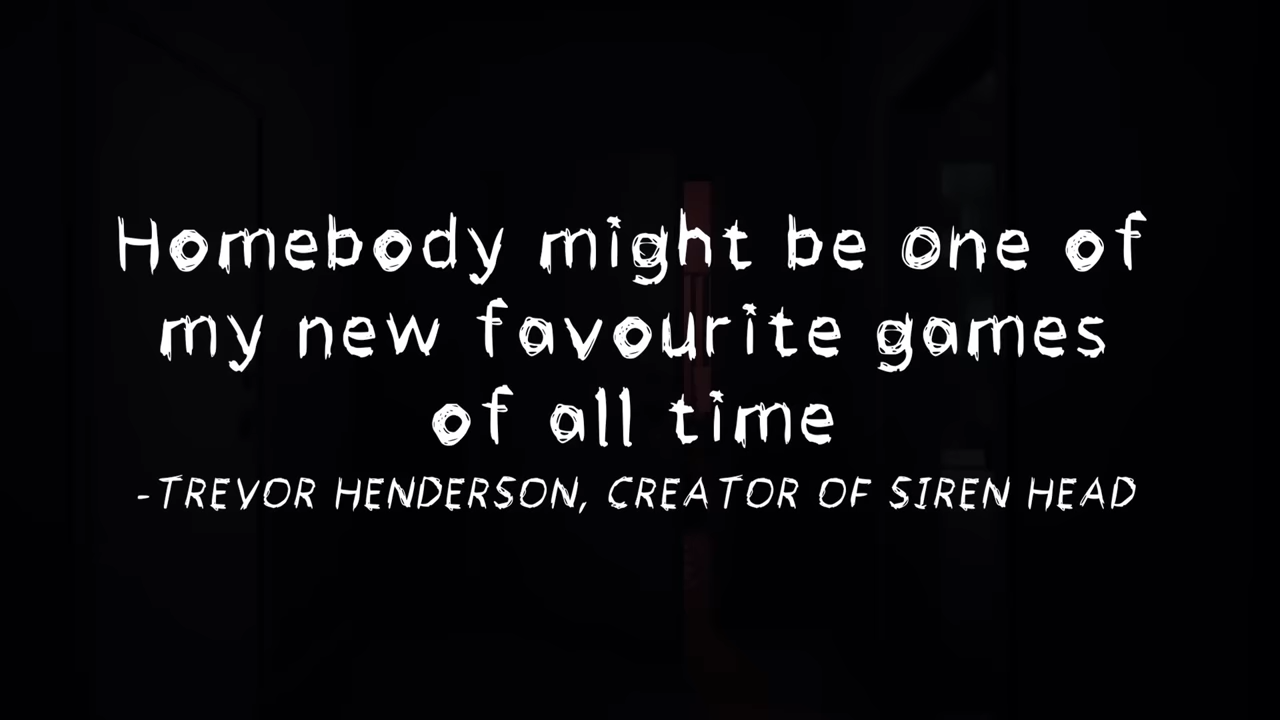 Homebody might be one of
my new favourite games
of all time
-TREVOR HENDERSON, CREATOR OF SIREN HEAD